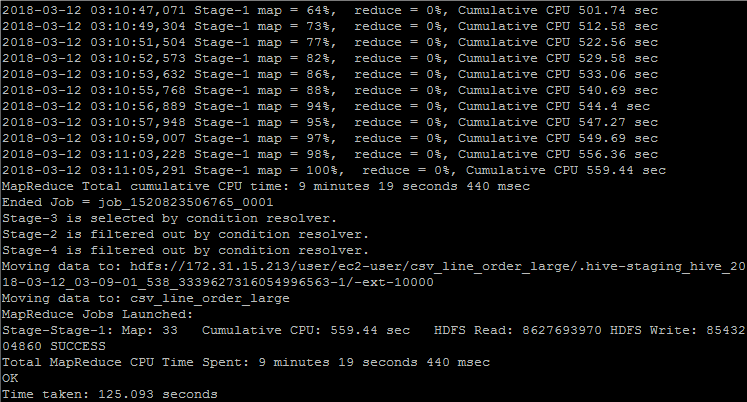 2018-03-12 03:10:47,071 Stage-1 map = 64%,  reduce = 0%, Cumulative CPU 501.74 sec
2018-03-12 03:10:49,304 Stage-1 map = 73%,  reduce = 0%, Cumulative CPU 512.58 sec
2018-03-12 03:10:51,504 Stage-1 map = 77%,  reduce = 0%, Cumulative CPU 522.56 sec
2018-03-12 03:10:52,573 Stage-1 map = 82%,  reduce = 0%, Cumulative CPU 529.58 sec
2018-03-12 03:10:53,632 Stage-1 map = 86%,  reduce = 0%, Cumulative CPU 533.06 sec
2018-03-12 03:10:55,768 Stage-1 map = 88%,  reduce = 0%, Cumulative CPU 540.69 sec
2018-03-12 03:10:56,889 Stage-1 map = 94%,  reduce = 0%, Cumulative CPU 544.4 sec
2018-03-12 03:10:57,948 Stage-1 map = 95%,  reduce = 0%, Cumulative CPU 547.27 sec
2018-03-12 03:10:59,007 Stage-1 map = 97%,  reduce = 0%, Cumulative CPU 549.69 sec
2018-03-12 03:11:03,228 Stage-1 map = 98%,  reduce = 0%, Cumulative CPU 556.36 sec
2018-03-12 03:11:05,291 Stage-1 map = 100%,  reduce = 0%, Cumulative CPU 559.44 sec
MapReduce Total cumulative CPU time: 9 minutes 19 seconds 440 msec
Ended Job = job_1520823506765_0001
Stage-3 is selected by condition resolver.
Stage-2 is filtered out by condition resolver.
Stage-4 is filtered out by condition resolver.
Moving data to: hdfs://172.31.15.213/user/ec2-user/csv_line_order_large/.hive-staging_hive_20
18-03-12_03-09-01_538_3339627316054996563-1/-ext-10000
Moving data to: csv_line_order_large
MapReduce Jobs Launched:
Stage-Stage-1: Map: 33   Cumulative CPU: 559.44 sec   HDFS Read: 8627693970 HDFS Write: 85432
04860 SUCCESS
Total MapReduce CPU Time Spent: 9 minutes 19 seconds 440 msec
OK
Time taken: 125.093 seconds